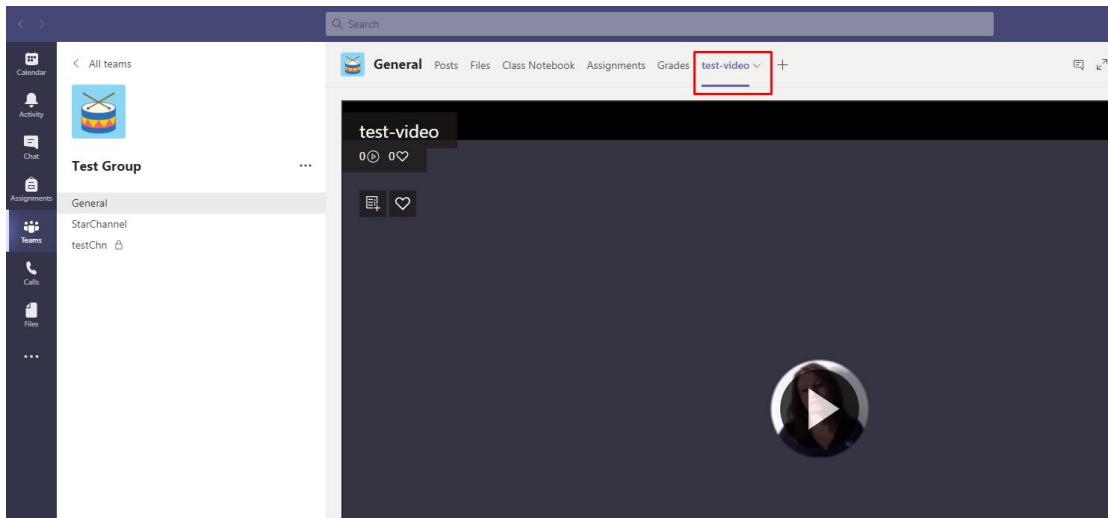 Search
Calendar
Activity
Chat
Assignments
Teams
Calls
Files
All teams
Test Group
General
StarChannel
testChn
General Posts Files Class Notebook Assignments Grades test-video
test-video
0 0